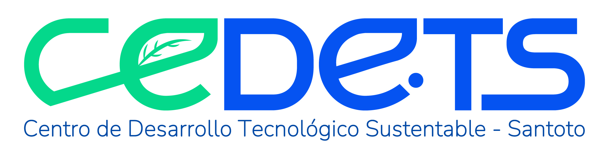 CeDeTS
Centro de Desarrollo Tecnológico Sustentable - Santoto